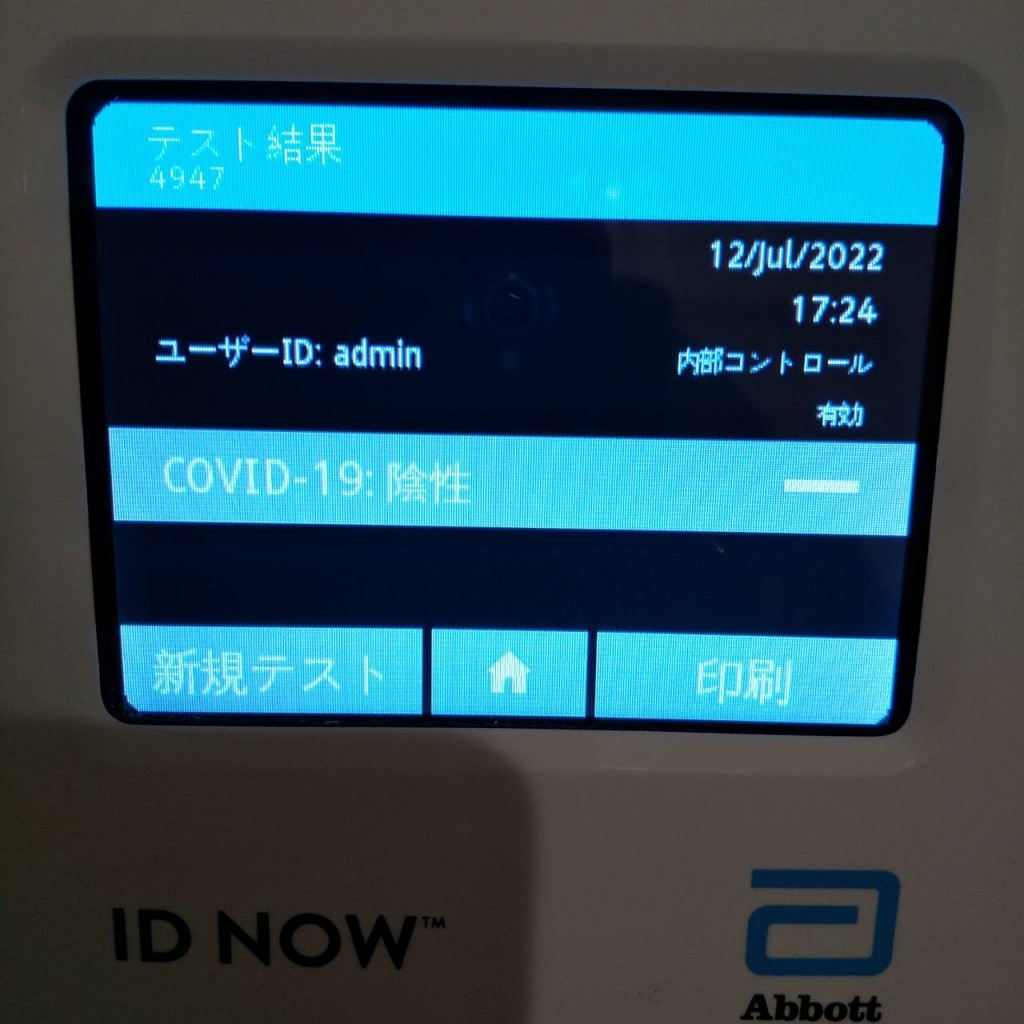 テスト結果
4947
12/Jul/2022
17:24
ユーザーID: admin
内部コントロール
有効
COVID-19: 陰性
新規テスト
印刷
ID NOW™
Abbott